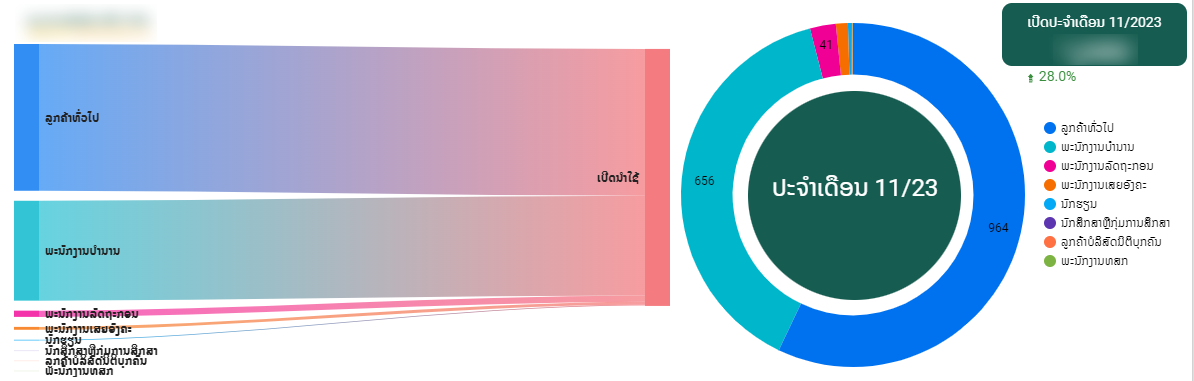 ລູກຄ້າທົ່ວໄປ
ພະນັກງານບຳນານ
ພະນັກງານລັດຖະກອນ
ພະນັກງານເສຍອົງຄະ
ນັກຮຽນ
ນັກສຶກສາຫຼືກຸ່ມການສຶກສາ
ລູກຄ້າບໍລິສັດນິຕິບຸກຄົນ
ພະນັກງານທສກ
ເປີດນຳໃຊ້
41
656
964
ປະຈຳເດືອນ 11/23
ເປີດປະຈຳເດືອນ 11/2023
28.0%
ລູກຄ້າທົ່ວໄປ
ພະນັກງານບຳນານ
ພະນັກງານລັດຖະກອນ
ພະນັກງານເສຍອົງຄະ
ນັກຮຽນ
ນັກສຶກສາຫຼືກຸ່ມການສຶກສາ
ລູກຄ້າບໍລິສັດນິຕິບຸກຄົນ
ພະນັກງານທສກ